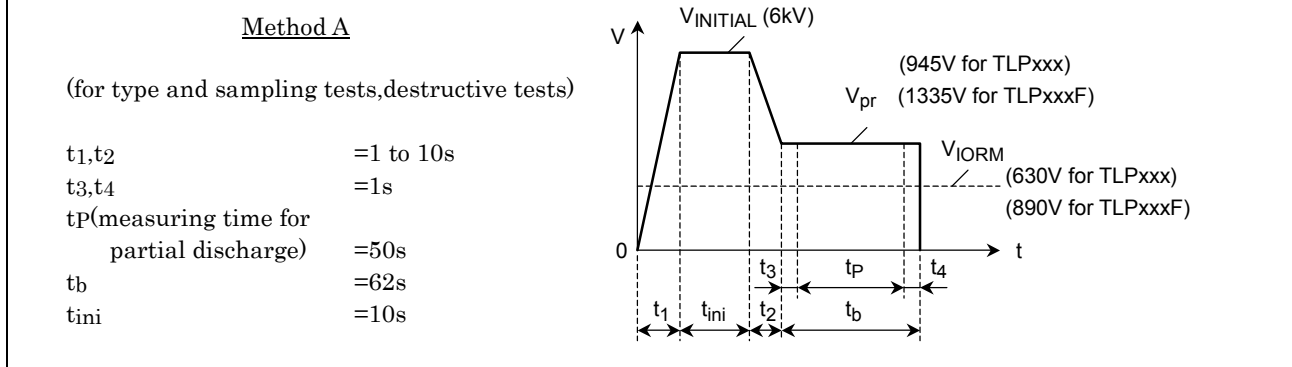 Method A
(for type and sampling tests,destructive tests)
t1,t2 =1 to 10s
t3,t4 =1s
tP(measuring time for
partial discharge) =50s
tb =62s
tini =10s
VINITIAL (6kV)
V
(945V for TLPxxx)
Vpr (1335V for TLPxxxF)
VIORM
(630V for TLPxxx)
(890V for TLPxxxF)
0
t
t3 tP t4
t1 tini t2 tb